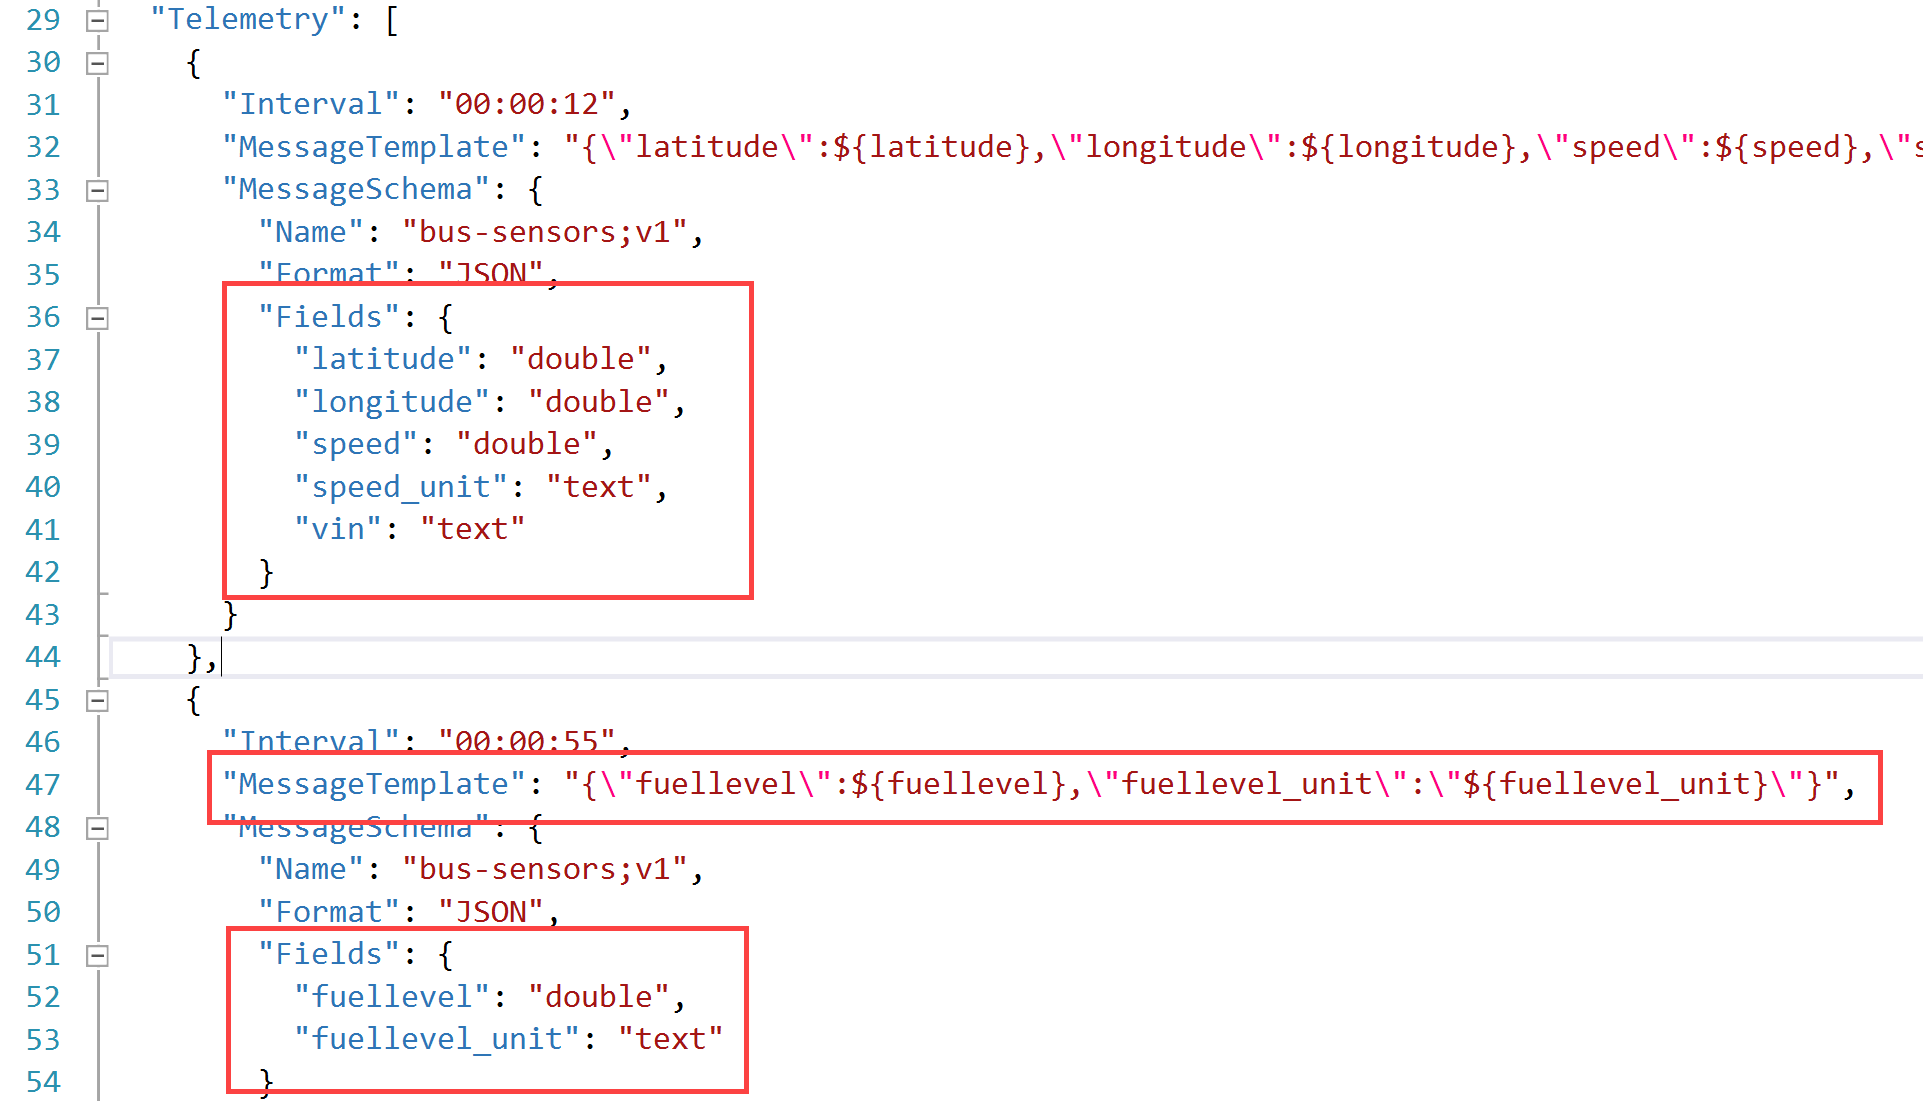 29 "Telemetry": [
30 {
31 "Interval": "00:00:12",
32 "MessageTemplate": "{\"latitude\":${latitude},\"longitude\":${longitude},\"speed\":${speed},\"s
33 "MessageSchema": {
34 "Name": "bus-sensors;v1",
35 "Format": "JSON",
36 "Fields": {
37 "latitude": "double",
38 "longitude": "double",
39 "speed": "double",
40 "speed_unit": "text",
41 "vin": "text"
42 }
43 }
44 },
45 {
46 "Interval": "00:00:55",
47 "MessageTemplate": "{\"fuellevel\":${fuellevel},\"fuellevel_unit\":\"${fuellevel_unit}\"}",
48 "MessageSchema": {
49 "Name": "bus-sensors;v1",
50 "Format": "JSON",
51 "Fields": {
52 "fuellevel": "double",
53 "fuellevel_unit": "text"
54 }